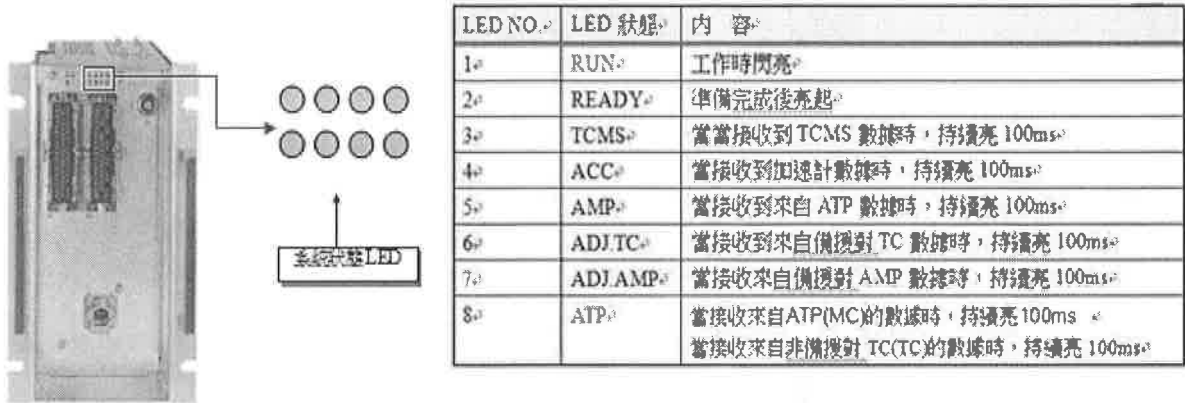 LED NO. LED 狀態 內 容
1 RUN 工作時閃亮
2 READY 準備完成後亮起
3 TCMS 當當接收到 TCMS 數據時，持續亮 100ms
4 ACC 當接收到加速計數據時，持續亮 100ms
5 AMP 當接收到來自 ATP 數據時，持續亮 100ms
6 ADJ.TC 當接收到來自備援對 TC 數據時，持續亮 100ms
7 ADJ.AMP 當接收來自備援對 AMP 數據時，持續亮 100ms
8 ATP 當接收來自ATP(MC)的數據時，持續亮100ms
當接收來自非備援對 TC(TC)的數據時，持續亮 100ms
系統狀態LED